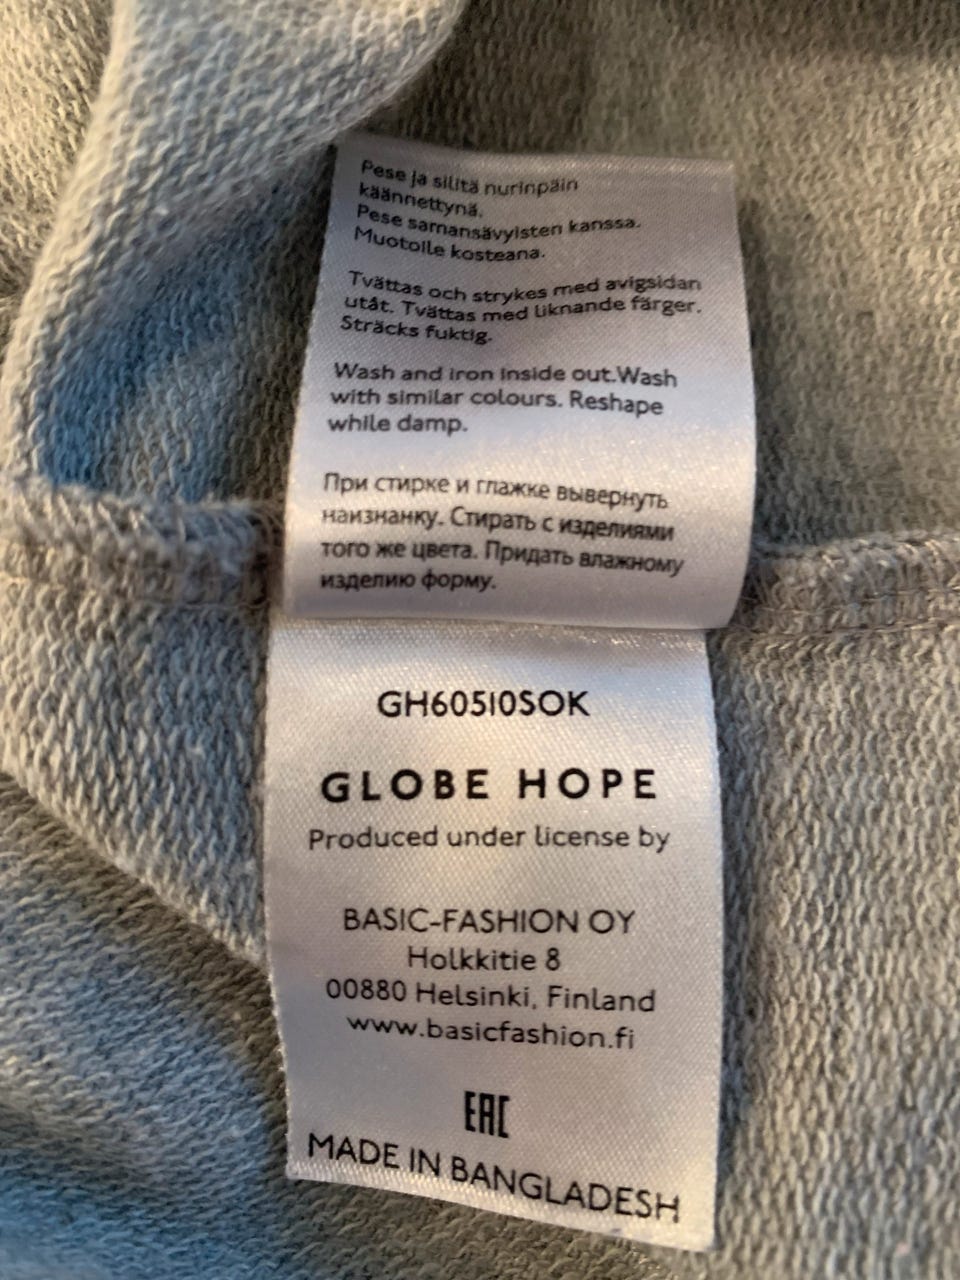 Pese ja silitä nurinpäin
käännettynä.
Pese samansävyisten kanssa.
Muotoile kosteana.
Tvättas och strykes med avigsidan
utåt. Tvättas med liknande färger.
Sträcks fuktig.
Wash and iron inside out.Wash
with similar colours. Reshape
while damp.
При стирке и глажке вывернуть
наизнанку. Стирать с изделиями
того же цвета. Придать влажному
изделию форму.
GH60510SOK
GLOBE HOPE
Produced under license by
BASIC-FASHION OY
Holkkitie 8
00880 Helsinki, Finland
www.basicfashion.fi
EAC
MADE IN BANGLADESH